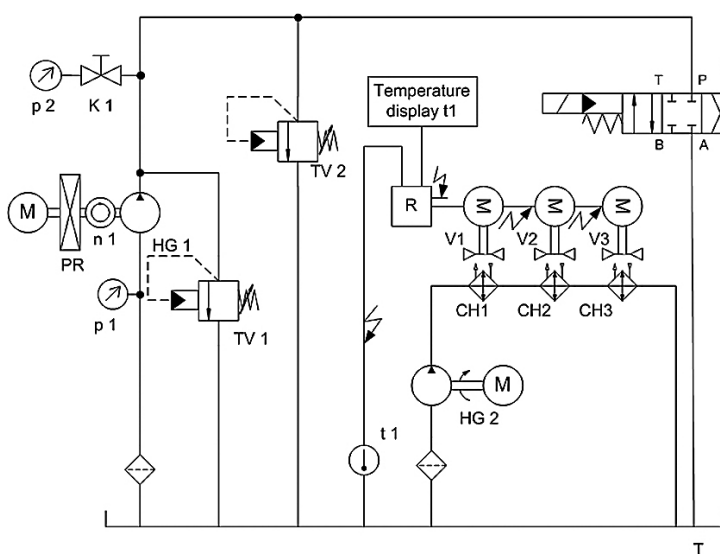 p 2
K 1
Temperature
display t1
T
P
B
A
TV 2
M
PR
n 1
HG 1
R
M
M
M
V1
V2
V3
p 1
TV 1
CH1
CH2
CH3
M
HG 2
t 1
T